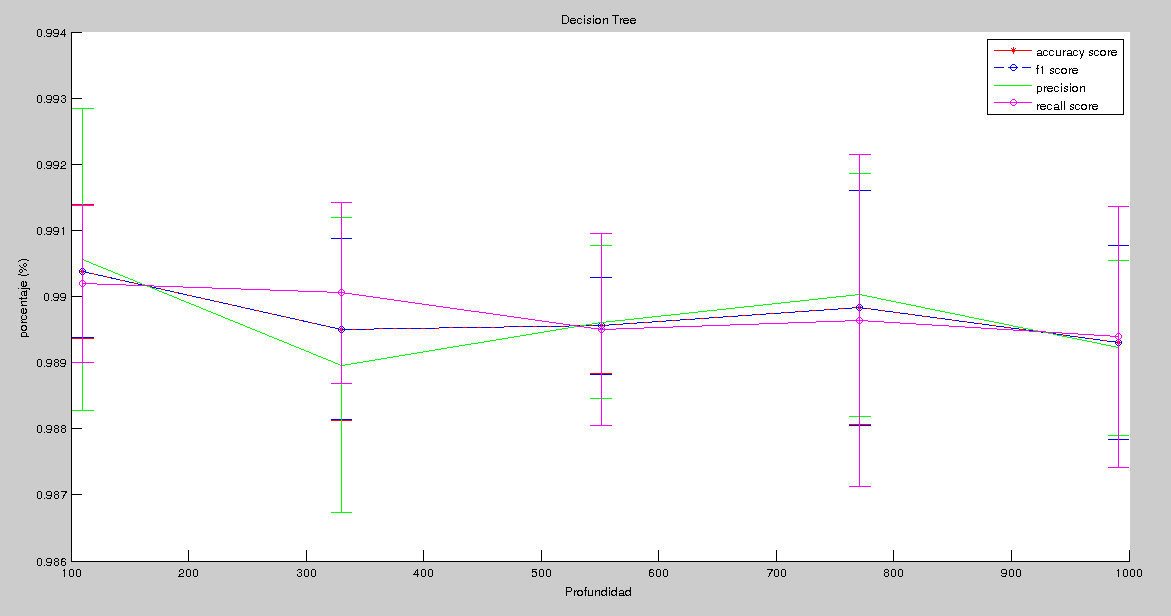 Decision Tree
accuracy score
f1 score
precision
recall score
porcentaje (%)
0.994
0.993
0.992
0.991
0.99
0.989
0.988
0.987
0.986
100 200 300 400 500 600 700 800 900 1000
Profundidad